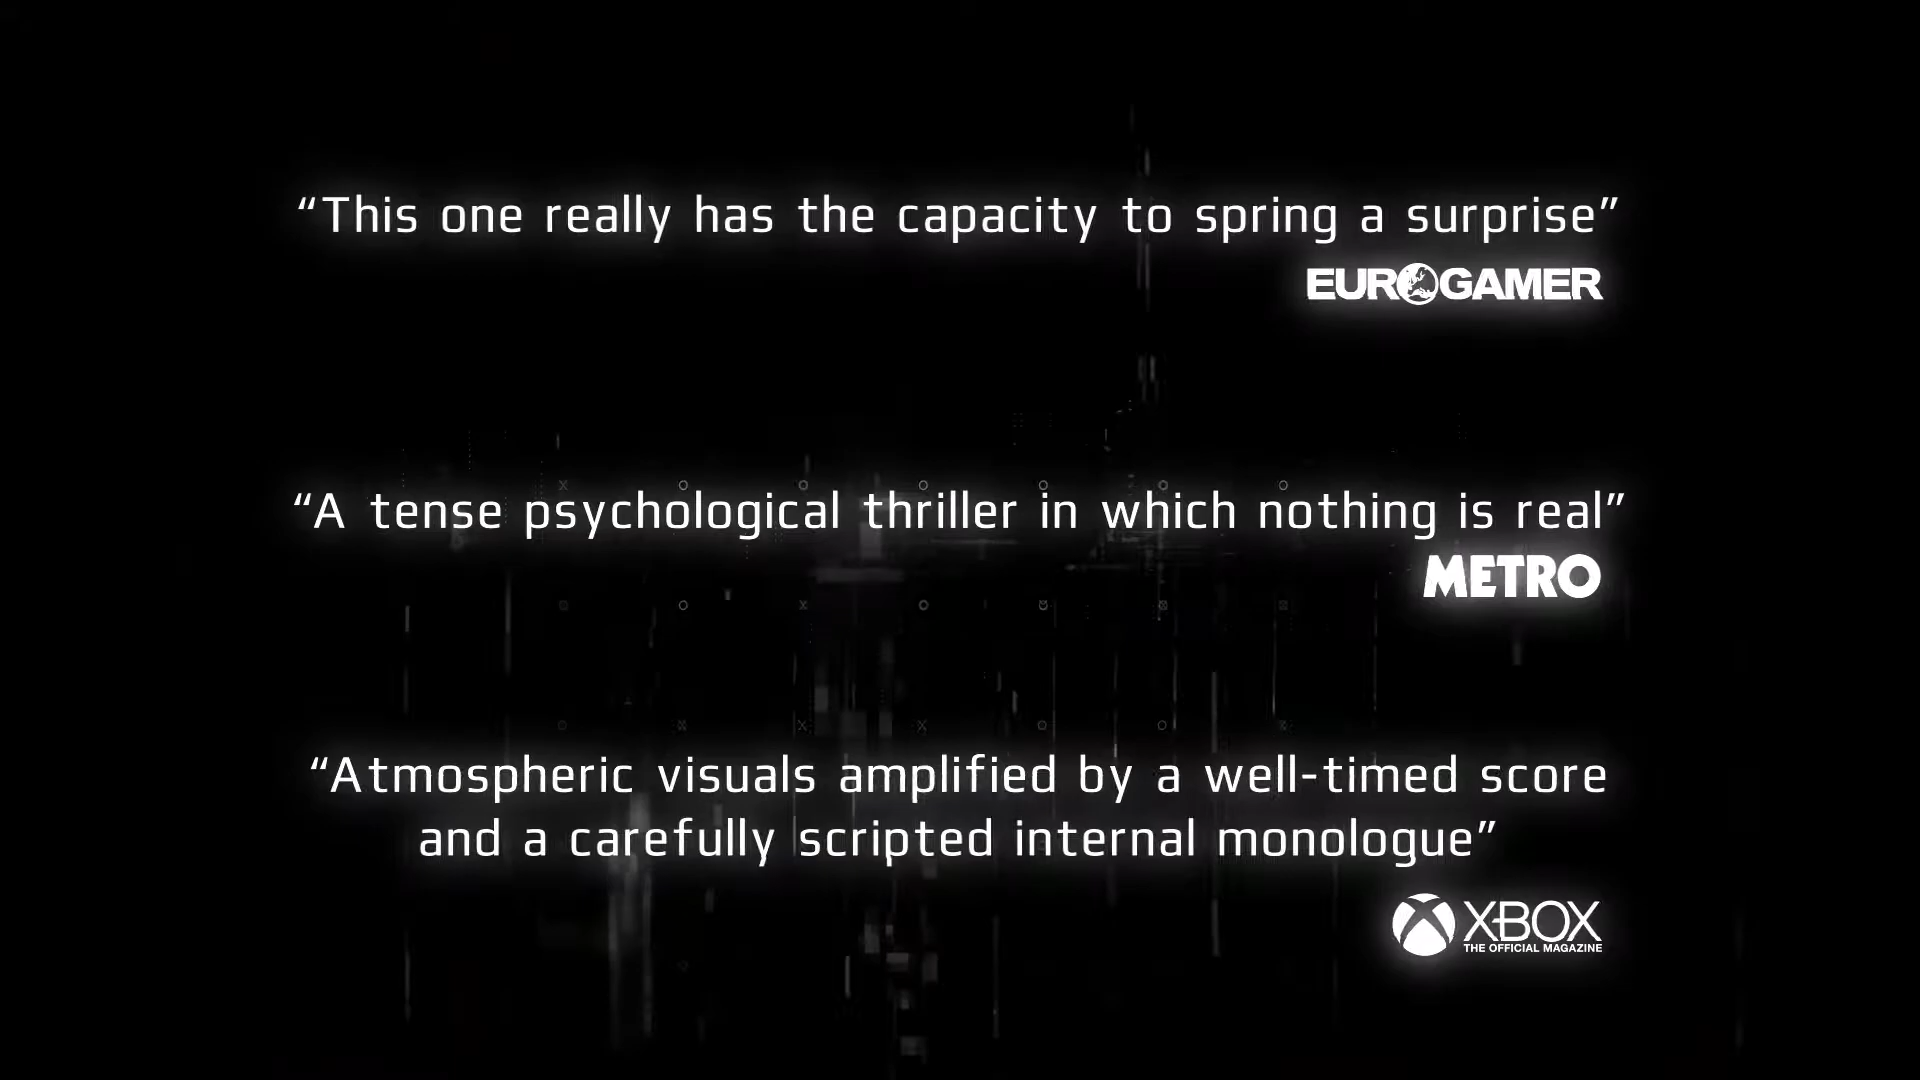 “This one really has the capacity to spring a surprise”
EUROGAMER
“A tense psychological thriller in which nothing is real”
METRO
“Atmospheric visuals amplified by a well-timed score
and a carefully scripted internal monologue”
XBOX
THE OFFICIAL MAGAZINE